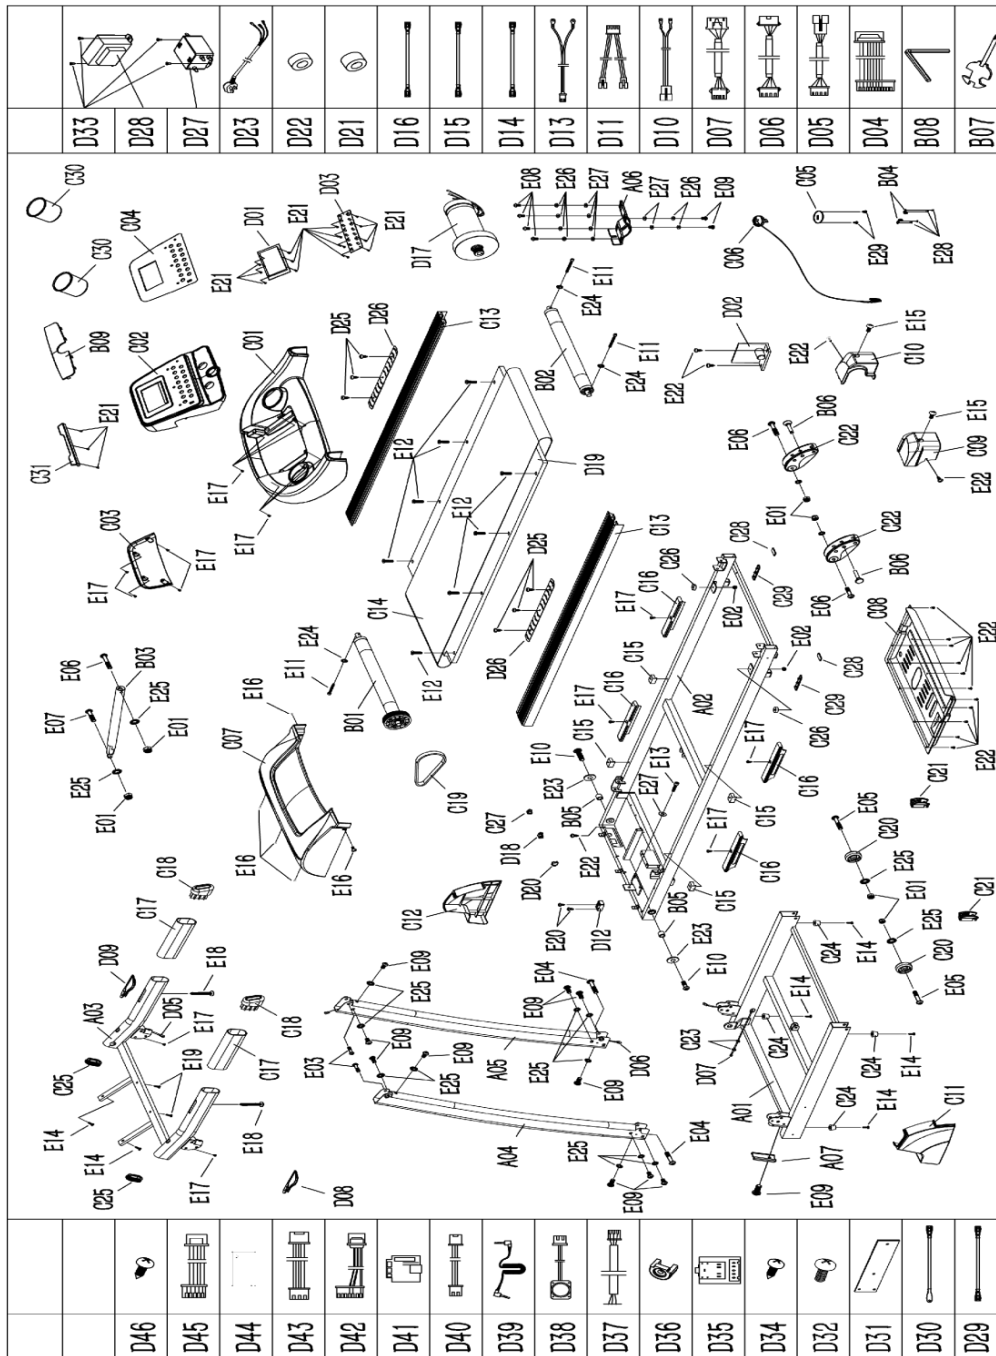 D33
D28
D27
D23
D22
D21
D16
D15
D14
D13
D11
D10
D07
D06
D05
D04
B08
B07
C30
C30
C04
D01
D03
E21
E21
E21
D17
E08
E26
E27
A06
E27
E26
E09
C05
B04
C06
E29
E28
B09
C02
C01
D25
D26
C13
B02
E11
E24
E11
E24
D02
E22
E22
E15
C10
C31
E21
E17
E17
E12
E12
D19
D25
C13
E06
B06
C22
E15
C09
E22
C03
E17
E17
C14
D26
E12
C28
C26
C16
E17
E01
C22
B06
E06
C29
E02
E02
C28
C29
C08
E22
E22
E06
B03
E07
E25
E01
E25
E01
E24
E11
B01
E16
C07
C19
C15
C16
E17
C15
A02
C26
E17
C16
C15
E10
E23
B05
E13
E27
E17
C16
C15
C21
E05
C20
E25
E01
C21
E25
C20
E05
E16
E16
C27
D18
E22
D20
C12
E20
D12
B05
E23
E10
C18
C17
D09
E18
A03
D05
E17
C18
C17
C25
E19
E14
E14
E18
E17
C25
D08
E09
E25
E04
E09
E03
E09
E09
E25
A05
E25
D06
E09
A04
E25
E04
E09
C24
E14
E14
C23
C24
D07
C24
E14
A01
C24
E14
C11
A07
E09
D46
D45
D44
D43
D42
D41
D40
D39
D38
D37
D36
D35
D34
D32
D31
D30
D29